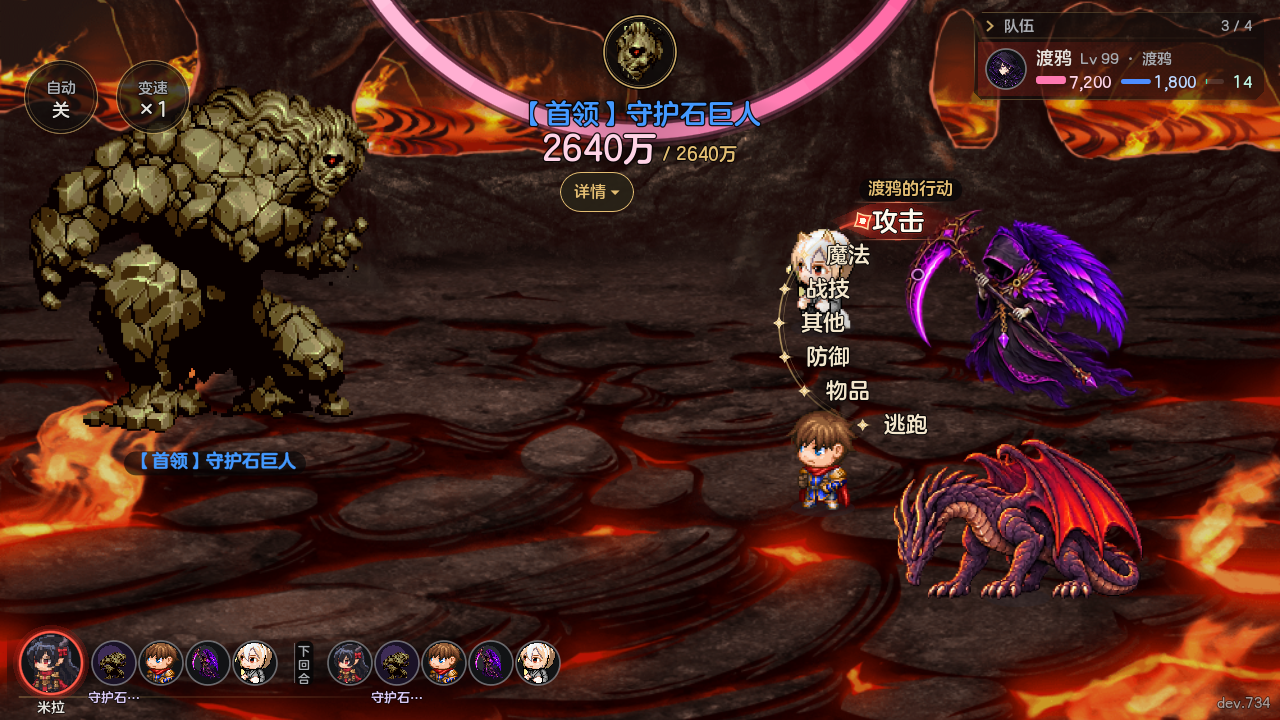 队伍
3 / 4
渡鸦 Lv 99 · 渡鸦
7,200 1,800 14
自动
关
变速
×1
【首领】守护石巨人
2640万 / 2640万
详情
渡鸦的行动
攻击
魔法
战技
其他
防御
物品
逃跑
【首领】守护石巨人
下回合
米拉
守护石…
守护石…
dev.734